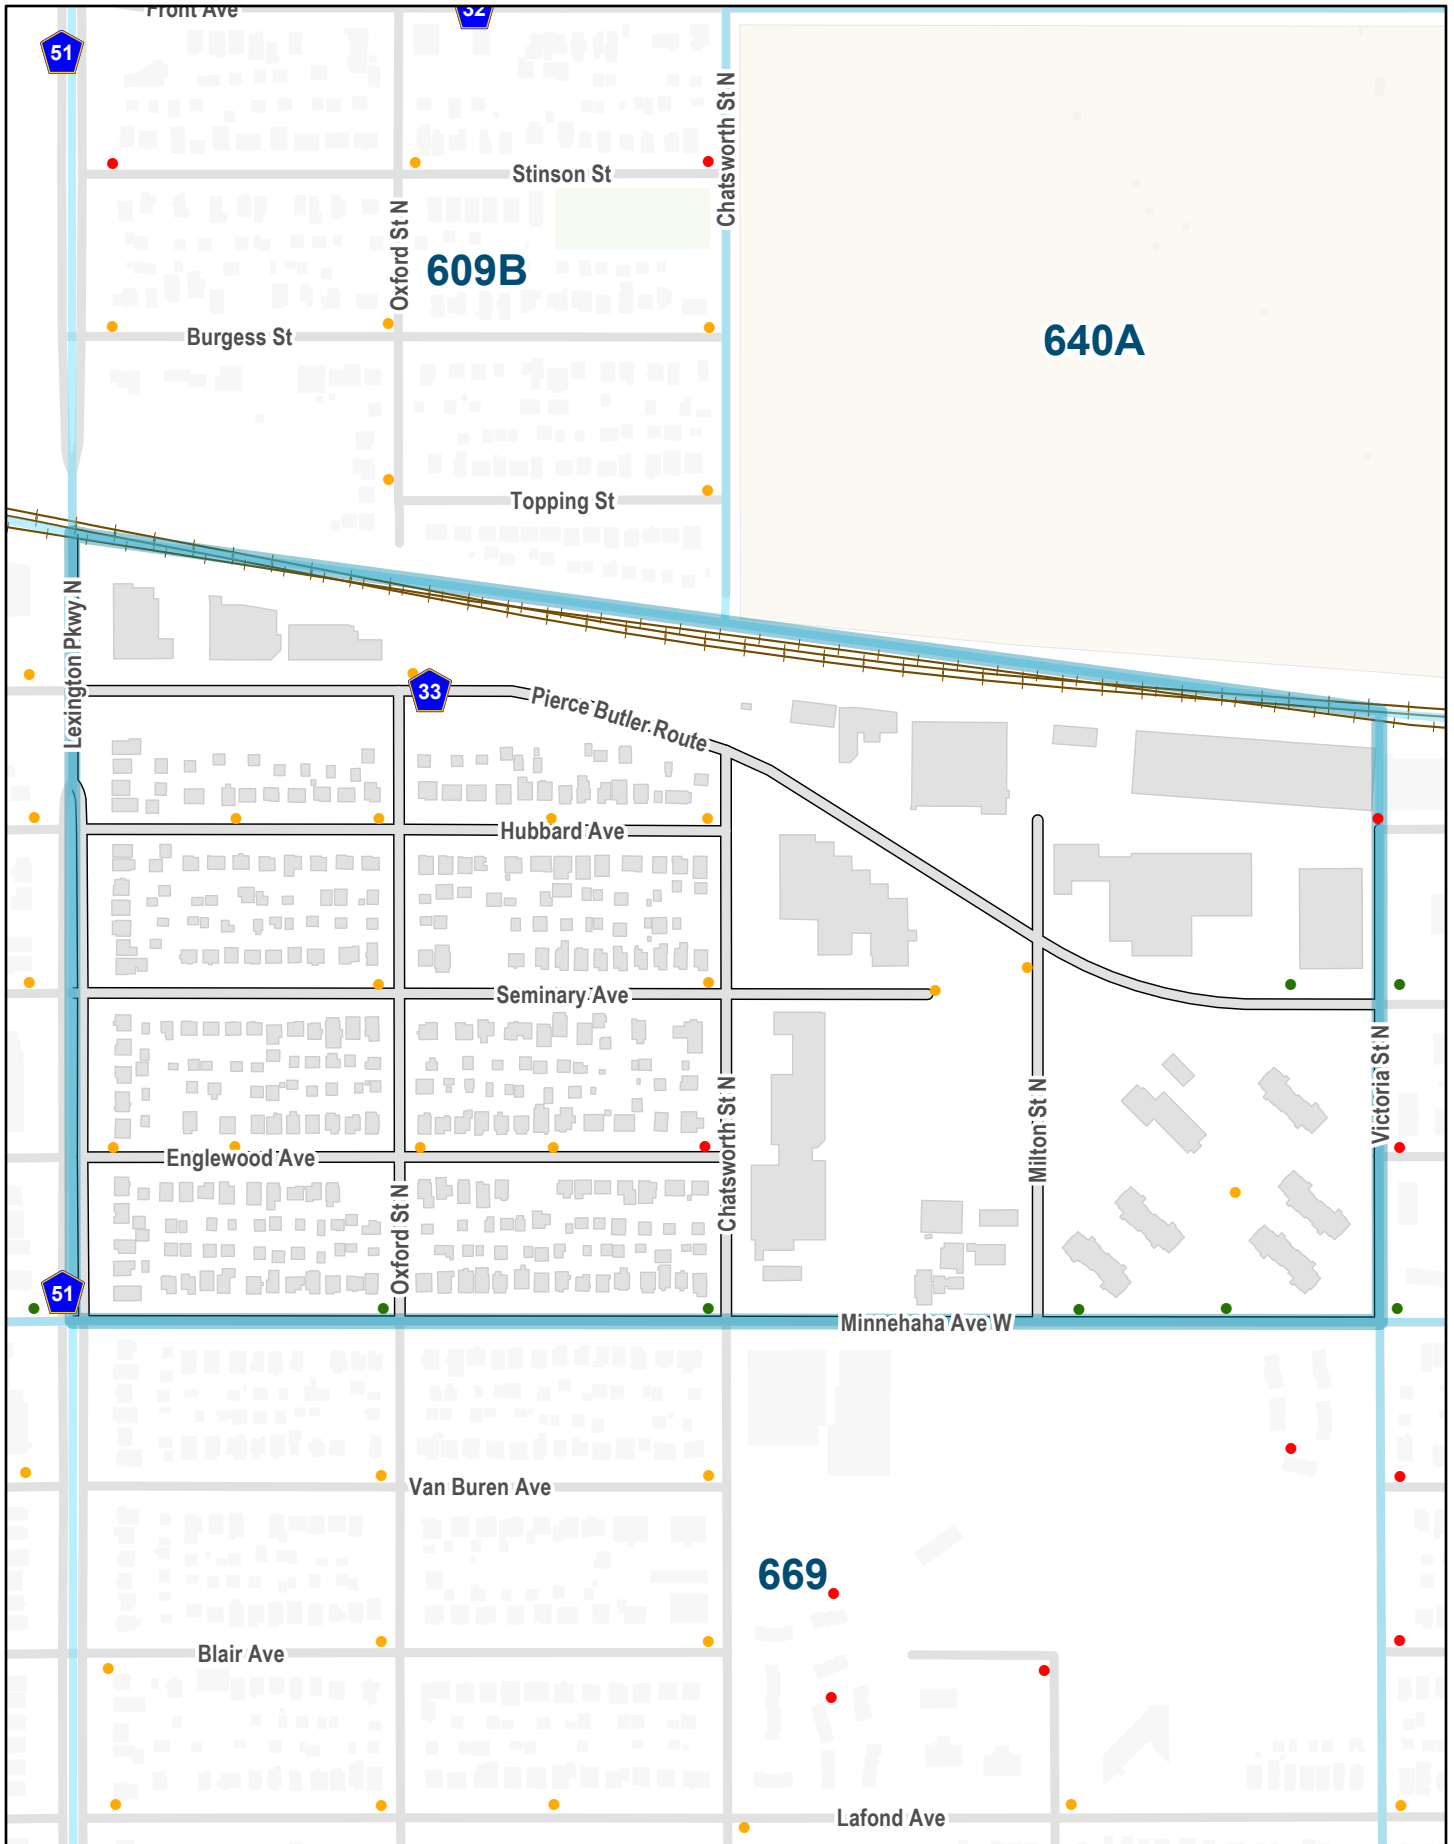 Front Ave
32
51
Chatsworth St N
Stinson St
Oxford St N
609B
Burgess St
640A
Topping St
Lexington Pkwy N
33
Pierce Butler Route
Hubbard Ave
Seminary Ave
Victoria St N
Chatsworth St N
Milton St N
Englewood Ave
Oxford St N
51
Minnehaha Ave W
Van Buren Ave
669
Blair Ave
Lafond Ave